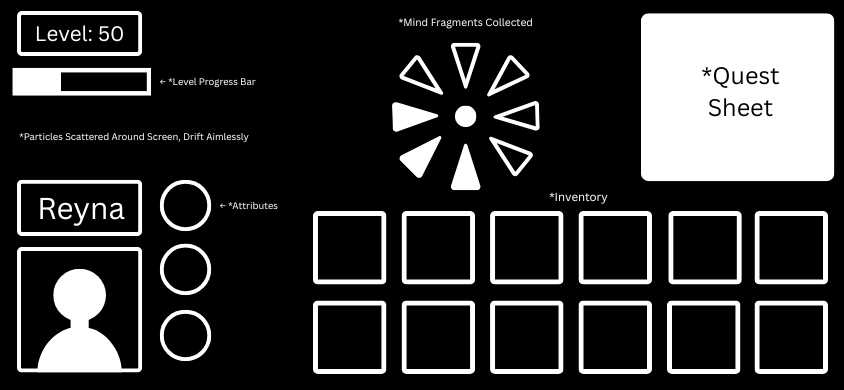 Level: 50
← *Level Progress Bar
*Particles Scattered Around Screen, Drift Aimlessly
*Mind Fragments Collected
*Quest
Sheet
Reyna
← *Attributes
*Inventory